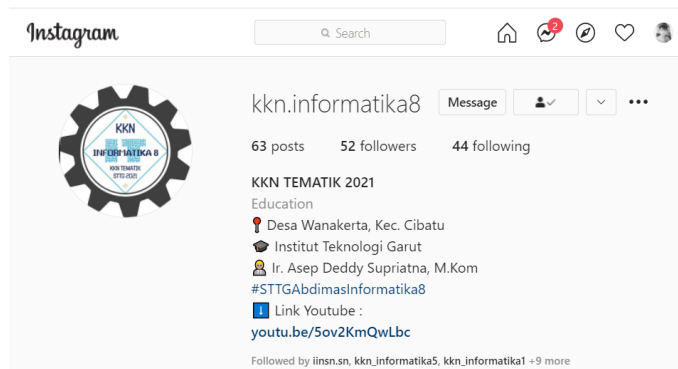 Instagram
Search
2
kkn.informatika8 Message
63 posts 52 followers 44 following
KKN TEMATIK 2021
Education
Desa Wanakerta, Kec. Cibatu
Institut Teknologi Garut
Ir. Asep Deddy Supriatna, M.Kom
#STTGAbdimasInformatika8
Link Youtube :
youtu.be/5ov2KmQwLbc
Followed by iinsn.sn, kkn_informatika5, kkn_informatika1 +9 more
KKN
INFORMATIKA 8
KKN TEMATIK
STTG 2021